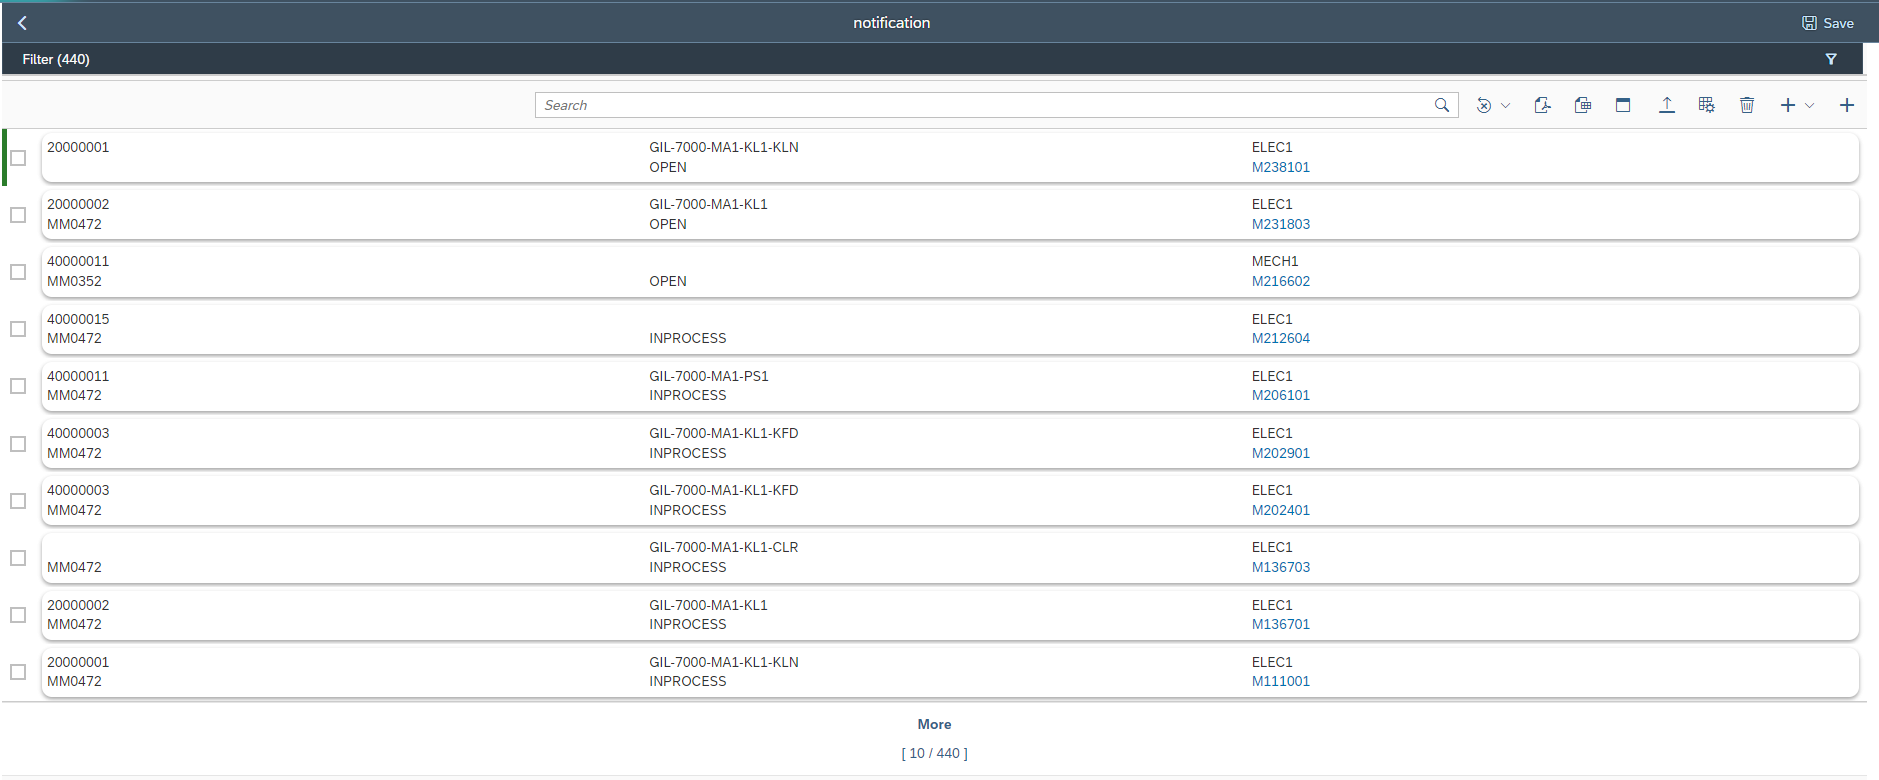 notification
Save
Filter (440)
Search
20000001 GIL-7000-MA1-KL1-KLN ELEC1
OPEN M238101
20000002 GIL-7000-MA1-KL1 ELEC1
MM0472 OPEN M231803
40000011 MECH1
MM0352 OPEN M216602
40000015 ELEC1
MM0472 INPROCESS M212604
40000011 GIL-7000-MA1-PS1 ELEC1
MM0472 INPROCESS M206101
40000003 GIL-7000-MA1-KL1-KFD ELEC1
MM0472 INPROCESS M202901
40000003 GIL-7000-MA1-KL1-KFD ELEC1
MM0472 INPROCESS M202401
GIL-7000-MA1-KL1-CLR ELEC1
MM0472 INPROCESS M136703
20000002 GIL-7000-MA1-KL1 ELEC1
MM0472 INPROCESS M136701
20000001 GIL-7000-MA1-KL1-KLN ELEC1
MM0472 INPROCESS M111001
More
[ 10 / 440 ]